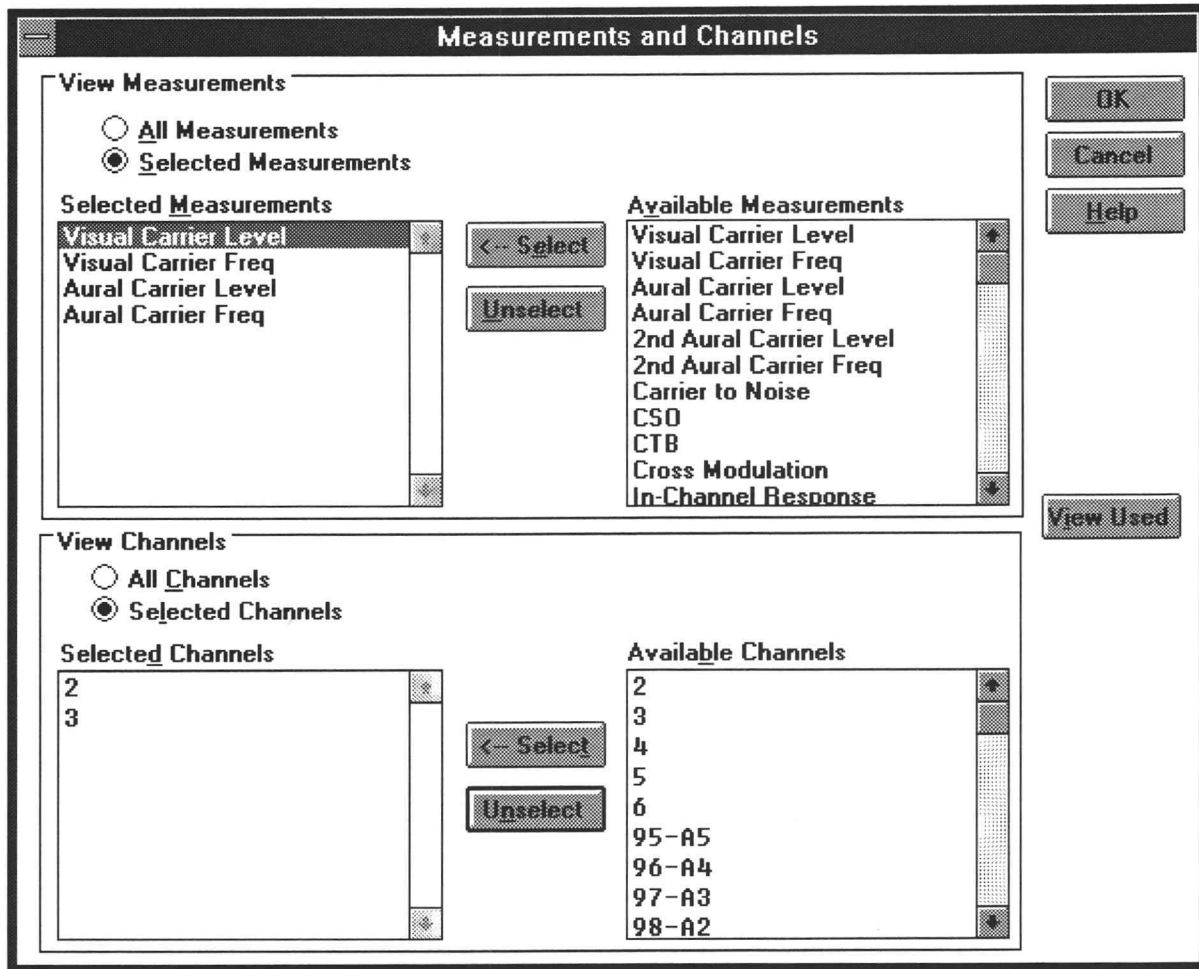 Measurements and Channels
View Measurements
All Measurements
Selected Measurements
Selected Measurements
Visual Carrier Level
Visual Carrier Freq
Aural Carrier Level
Aural Carrier Freq
<-- Select
Unselect
Available Measurements
Visual Carrier Level
Visual Carrier Freq
Aural Carrier Level
Aural Carrier Freq
2nd Aural Carrier Level
2nd Aural Carrier Freq
Carrier to Noise
CSO
CTB
Cross Modulation
In-Channel Response
OK
Cancel
Help
View Used
View Channels
All Channels
Selected Channels
Selected Channels
2
3
<-- Select
Unselect
Available Channels
2
3
4
5
6
95-A5
96-A4
97-A3
98-A2